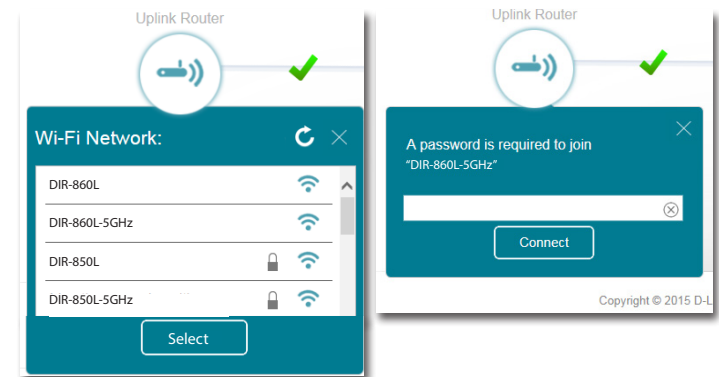 Uplink Router
Wi-Fi Network:
DIR-860L
DIR-860L-5GHz
DIR-850L
DIR-850L-5GHz
Select
Uplink Router
A password is required to join
“DIR-860L-5GHz”
Connect
Copyright © 2015 D-L